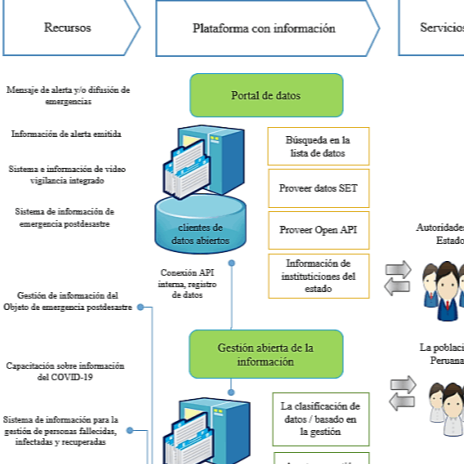 Recursos
Plataforma con información
Servicios
Mensaje de alerta y/o difusión de
emergencias
Información de alerta emitida
Sistema e información de video
vigilancia integrado
Sistema de información de
emergencia postdesastre
Gestión de información del
Objeto de emergencia postdesastre
Capacitación sobre información
del COVID-19
Sistema de información para la
gestión de personas fallecidas,
infectadas y recuperadas
Portal de datos
clientes de
datos abiertos
Búsqueda en la
lista de datos
Proveer datos SET
Proveer Open API
Información de
instituticiones del
estado
Conexión API
interna, registro
de datos
Gestión abierta de la
información
La clasificación de
datos / basado en
la gestión
Autoridades
Estado
La poblaci
Peruana